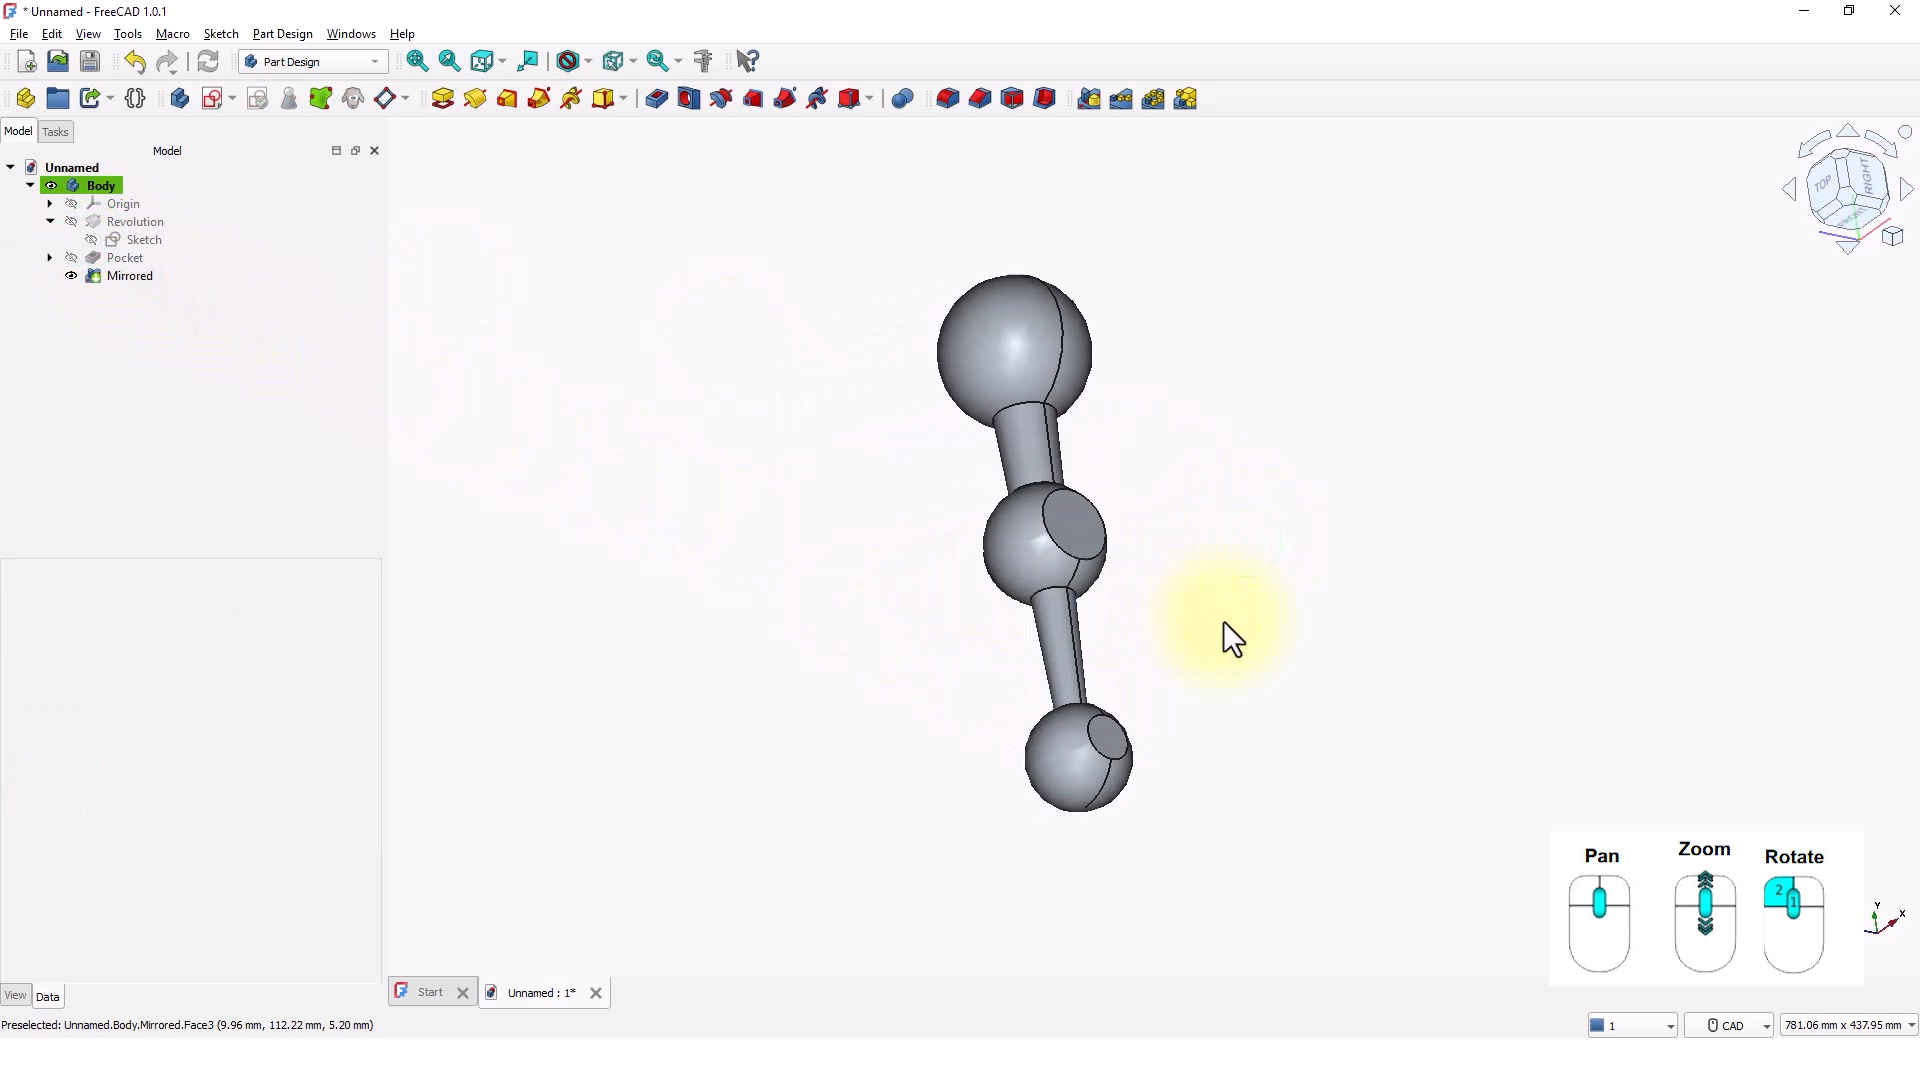 * Unnamed - FreeCAD 1.0.1
File Edit View Tools Macro Sketch Part Design Windows Help
Part Design
Model Tasks
Model
Unnamed
Body
Origin
Revolution
Sketch
Pocket
Mirrored
TOP
RIGHT
FRONT
Pan
Zoom
Rotate
2
1
Y
X
View Data
Start
Unnamed : 1*
Preselected: Unnamed.Body.Mirrored.Face3 (9.96 mm, 112.22 mm, 5.20 mm)
1
CAD
781.06 mm x 437.95 mm